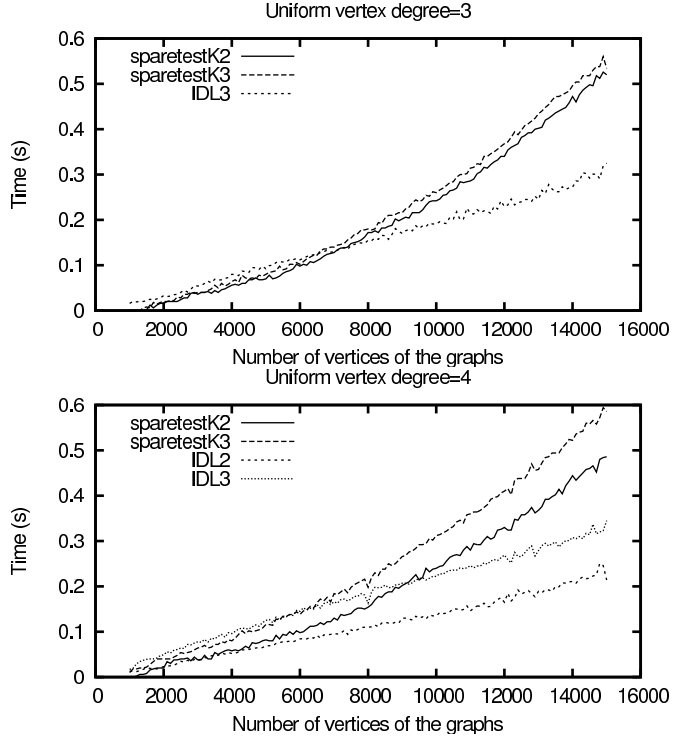 Uniform vertex degree=3
0.6
0.5
0.4
0.3
0.2
0.1
0
Time (s)
sparetestK2
sparetestK3
IDL3
0 2000 4000 6000 8000 10000 12000 14000 16000
Number of vertices of the graphs
Uniform vertex degree=4
0.6
0.5
0.4
0.3
0.2
0.1
0
Time (s)
sparetestK2
sparetestK3
IDL2
IDL3
0 2000 4000 6000 8000 10000 12000 14000 16000
Number of vertices of the graphs